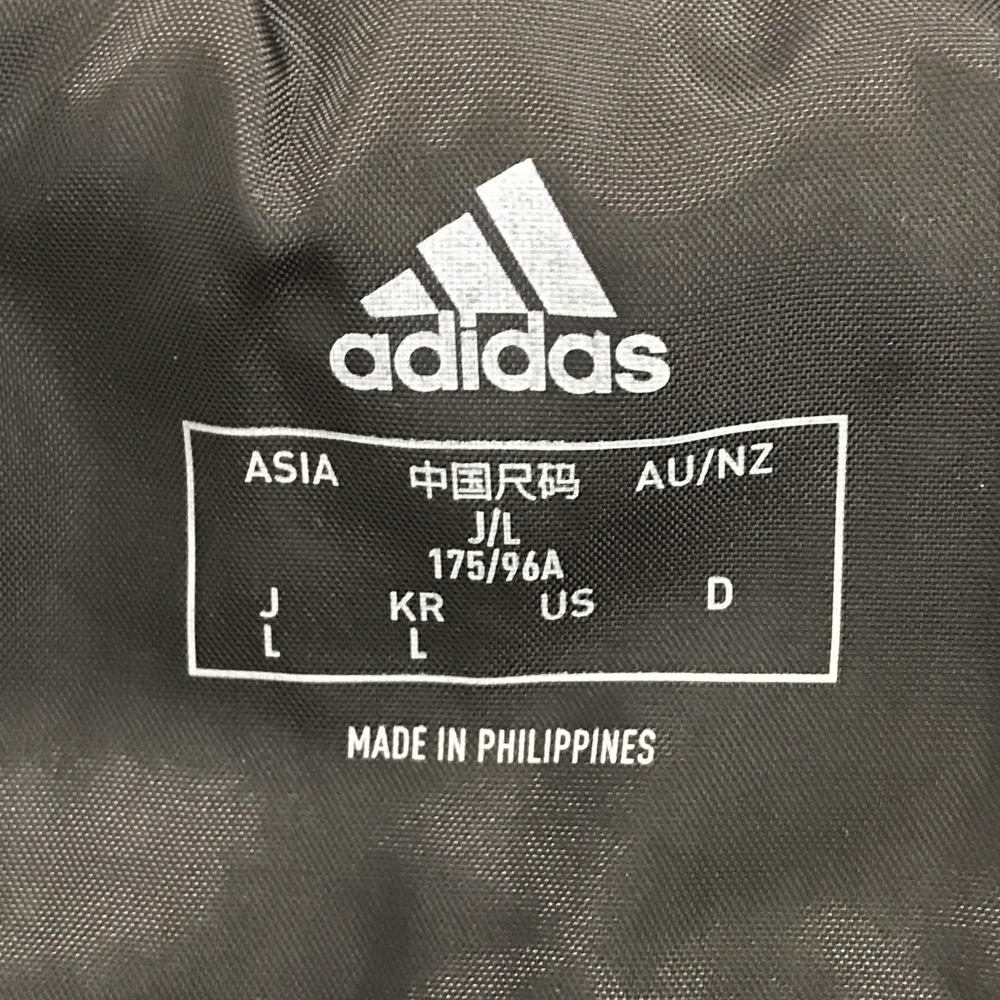 adidas
ASIA 中国尺码 AU/NZ
J/L
175/96A
J KR US D
L L
MADE IN PHILIPPINES